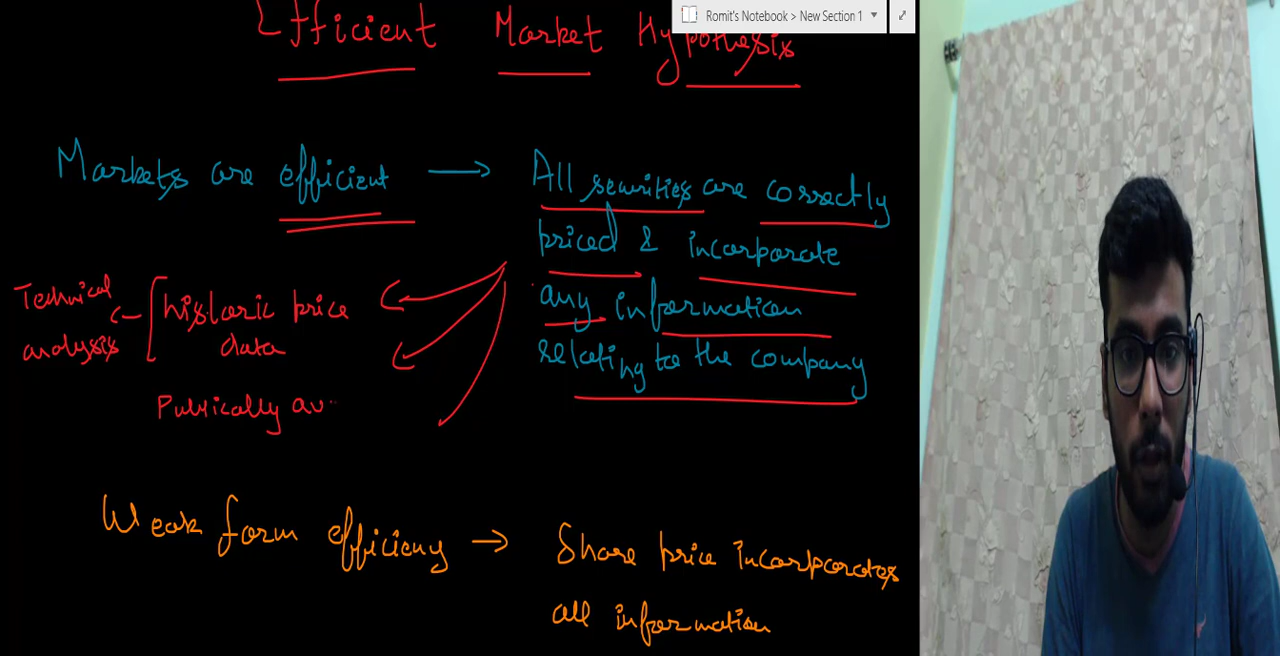 Romit's Notebook > New Section 1
Efficient Market Hypothesis
Markets are efficient → All securities are correctly
priced & incorporate
any information
relating to the company
Technical
analysis
historic price
data
Publically av
Weak form efficieny → Share price incorporates
all information